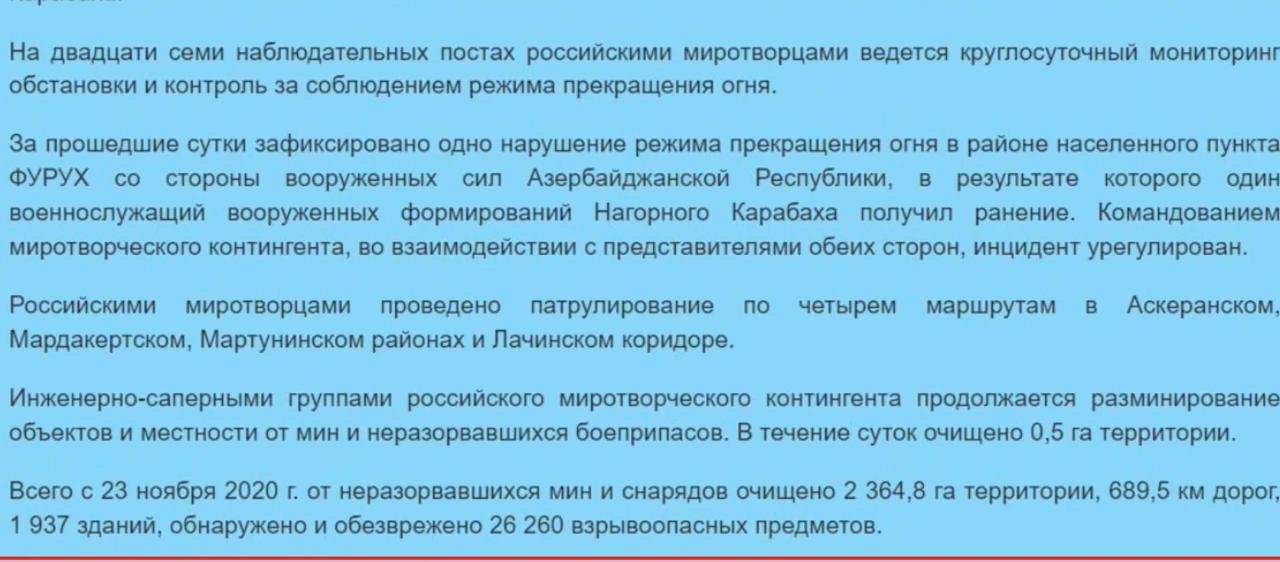 На двадцати семи наблюдательных постах российскими миротворцами ведется круглосуточный мониторинг
обстановки и контроль за соблюдением режима прекращения огня.
За прошедшие сутки зафиксировано одно нарушение режима прекращения огня в районе населенного пункта
ФУРУХ со стороны вооруженных сил Азербайджанской Республики, в результате которого один
военнослужащий вооруженных формирований Нагорного Карабаха получил ранение. Командованием
миротворческого контингента, во взаимодействии с представителями обеих сторон, инцидент урегулирован.
Российскими миротворцами проведено патрулирование по четырем маршрутам в Аскеранском,
Мардакертском, Мартунинском районах и Лачинском коридоре.
Инженерно-саперными группами российского миротворческого контингента продолжается разминирование
объектов и местности от мин и неразорвавшихся боеприпасов. В течение суток очищено 0,5 га территории.
Всего с 23 ноября 2020 г. от неразорвавшихся мин и снарядов очищено 2 364,8 га территории, 689,5 км дорог,
1 937 зданий, обнаружено и обезврежено 26 260 взрывоопасных предметов.